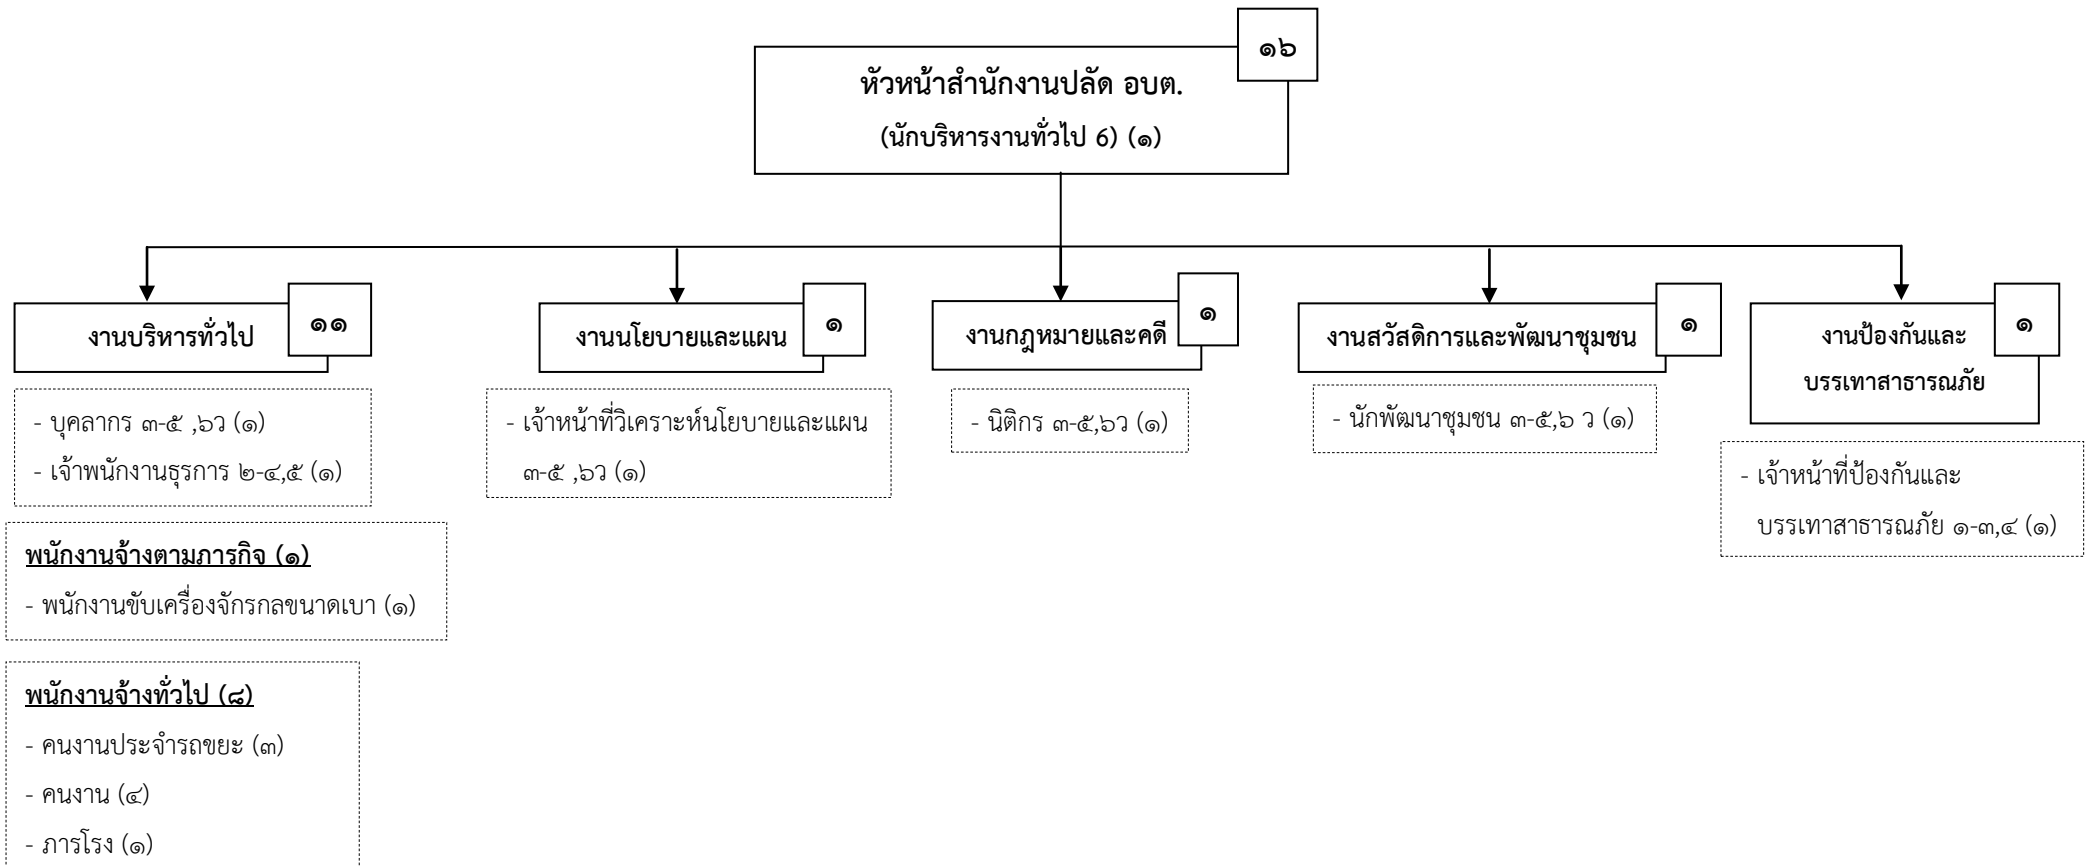 ๑๖
หัวหน้าสำนักงานปลัด อบต.
(นักบริหารงานทั่วไป 6) (๑)
งานบริหารทั่วไป
๑๑
- บุคลากร ๓-๕ ,๖ว (๑)
- เจ้าพนักงานธุรการ ๒-๔,๕ (๑)
พนักงานจ้างตามภารกิจ (๑)
- พนักงานขับเครื่องจักรกลขนาดเบา (๑)
พนักงานจ้างทั่วไป (๘)
- คนงานประจำรถขยะ (๓)
- คนงาน (๔)
- ภารโรง (๑)
งานนโยบายและแผน
๑
- เจ้าหน้าที่วิเคราะห์นโยบายและแผน
๓-๕ ,๖ว (๑)
งานกฎหมายและคดี
๑
- นิติกร ๓-๕,๖ว (๑)
งานสวัสดิการและพัฒนาชุมชน
๑
- นักพัฒนาชุมชน ๓-๕,๖ ว (๑)
งานป้องกันและ
บรรเทาสาธารณภัย
๑
- เจ้าหน้าที่ป้องกันและ
บรรเทาสาธารณภัย ๑-๓,๔ (๑)